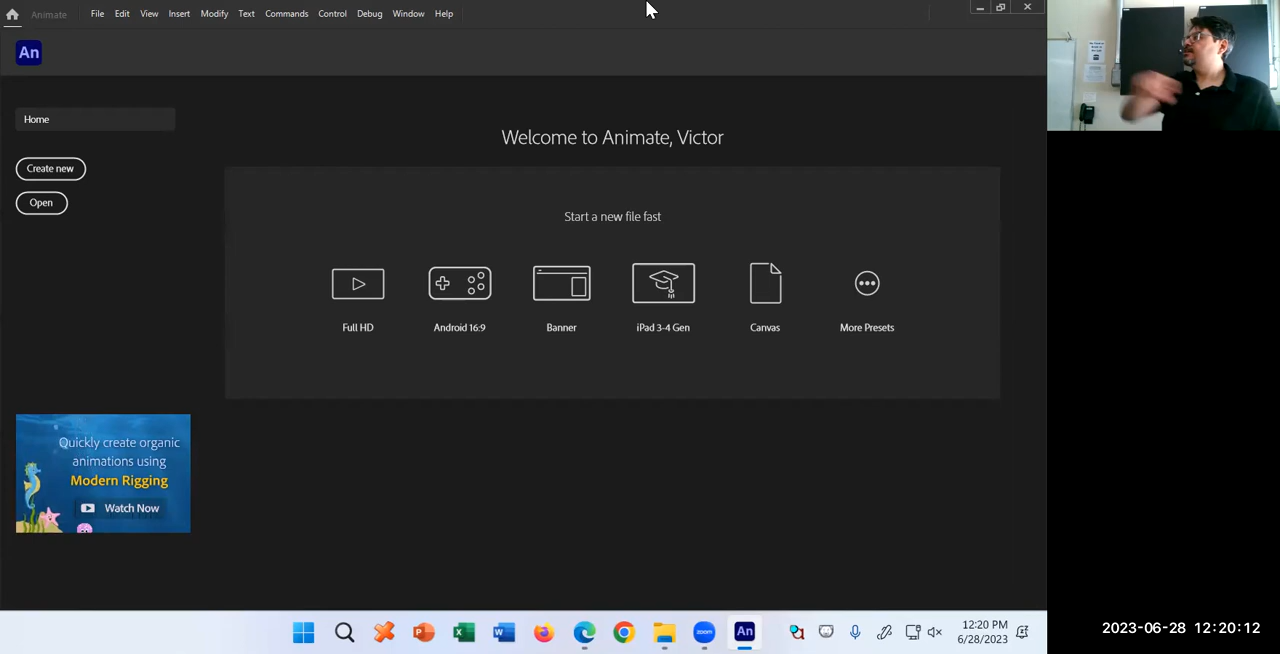 Animate File Edit View Insert Modify Text Commands Control Debug Window Help
An
Home
Welcome to Animate, Victor
Create new
Open
Start a new file fast
Full HD Android 16:9 Banner iPad 3-4 Gen Canvas More Presets
Quickly create organic
animations using
Modern Rigging
Watch Now
P X W zoom An
12:20 PM
6/28/2023
2023-06-28 12:20:12